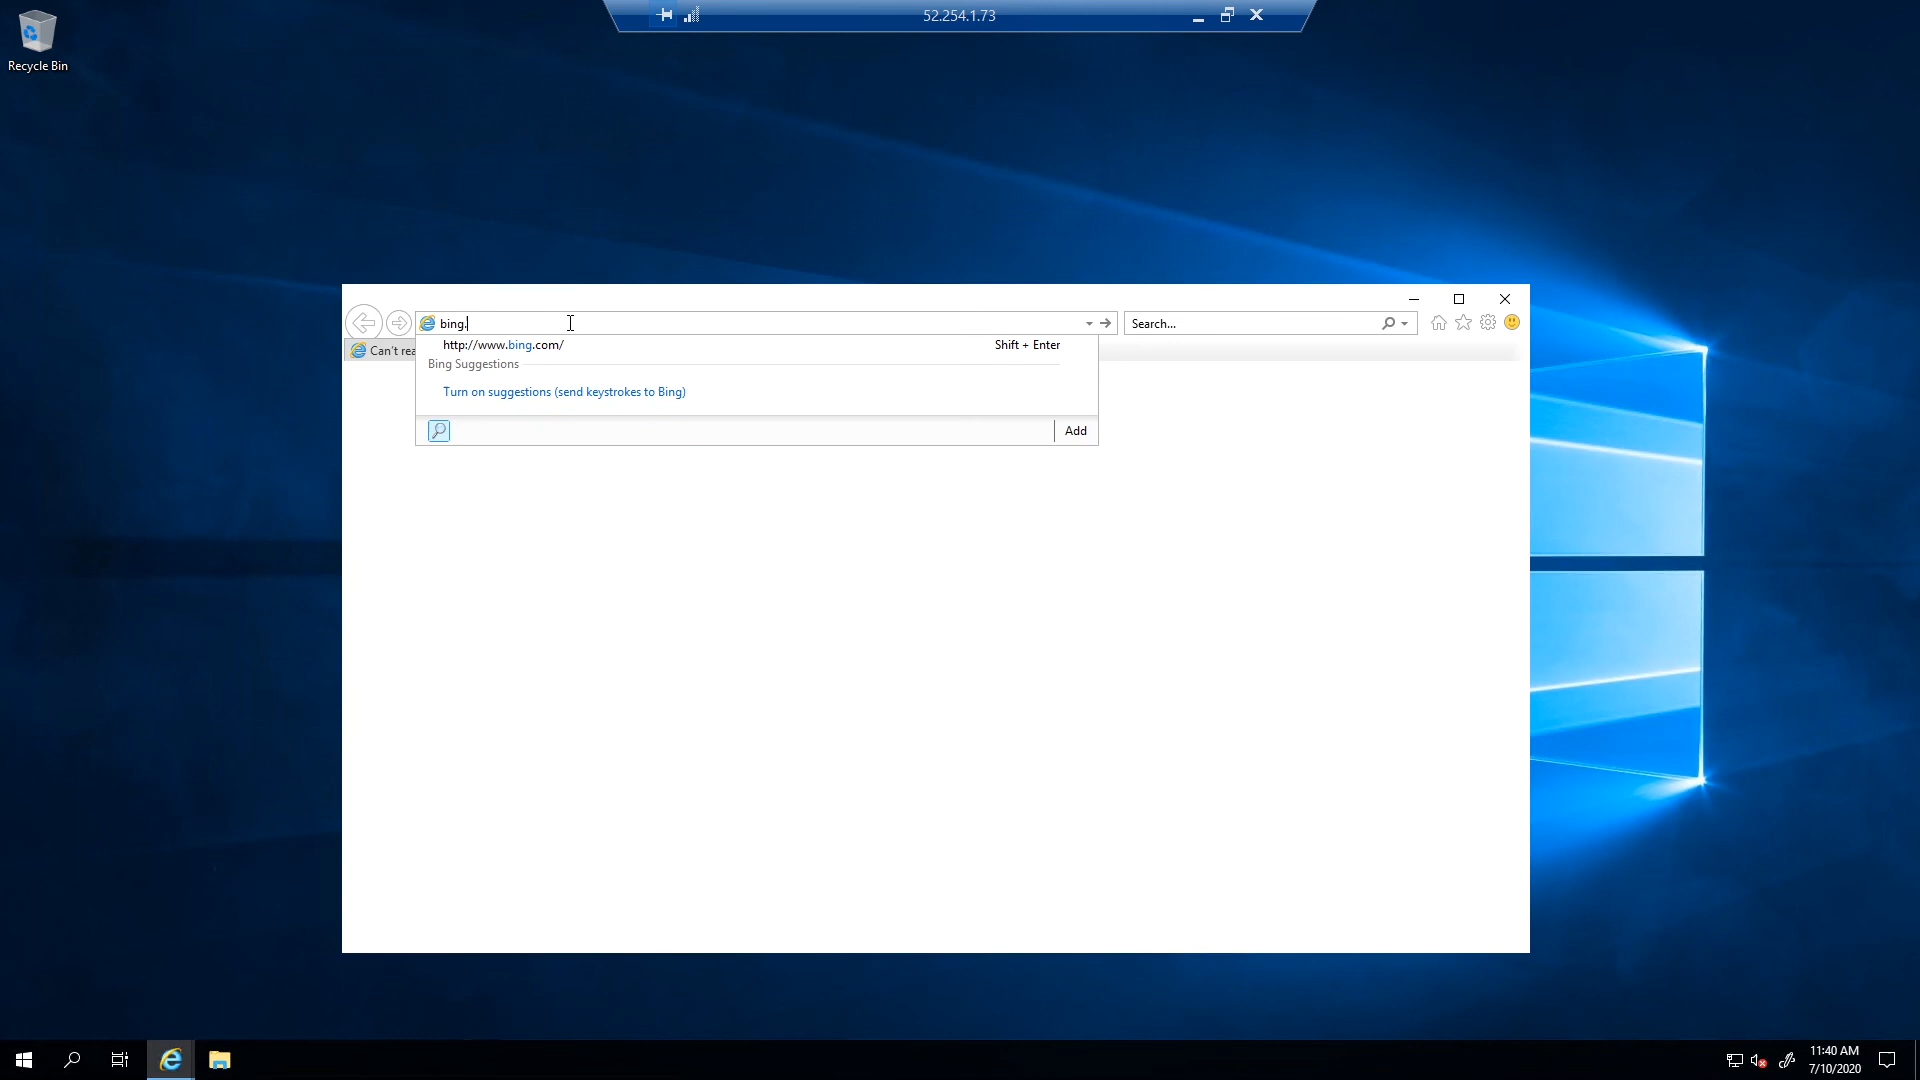 52.254.1.73
Recycle Bin
bing.
Search...
Can't rea
http://www.bing.com/ Shift + Enter
Bing Suggestions
Turn on suggestions (send keystrokes to Bing)
Add
11:40 AM
7/10/2020